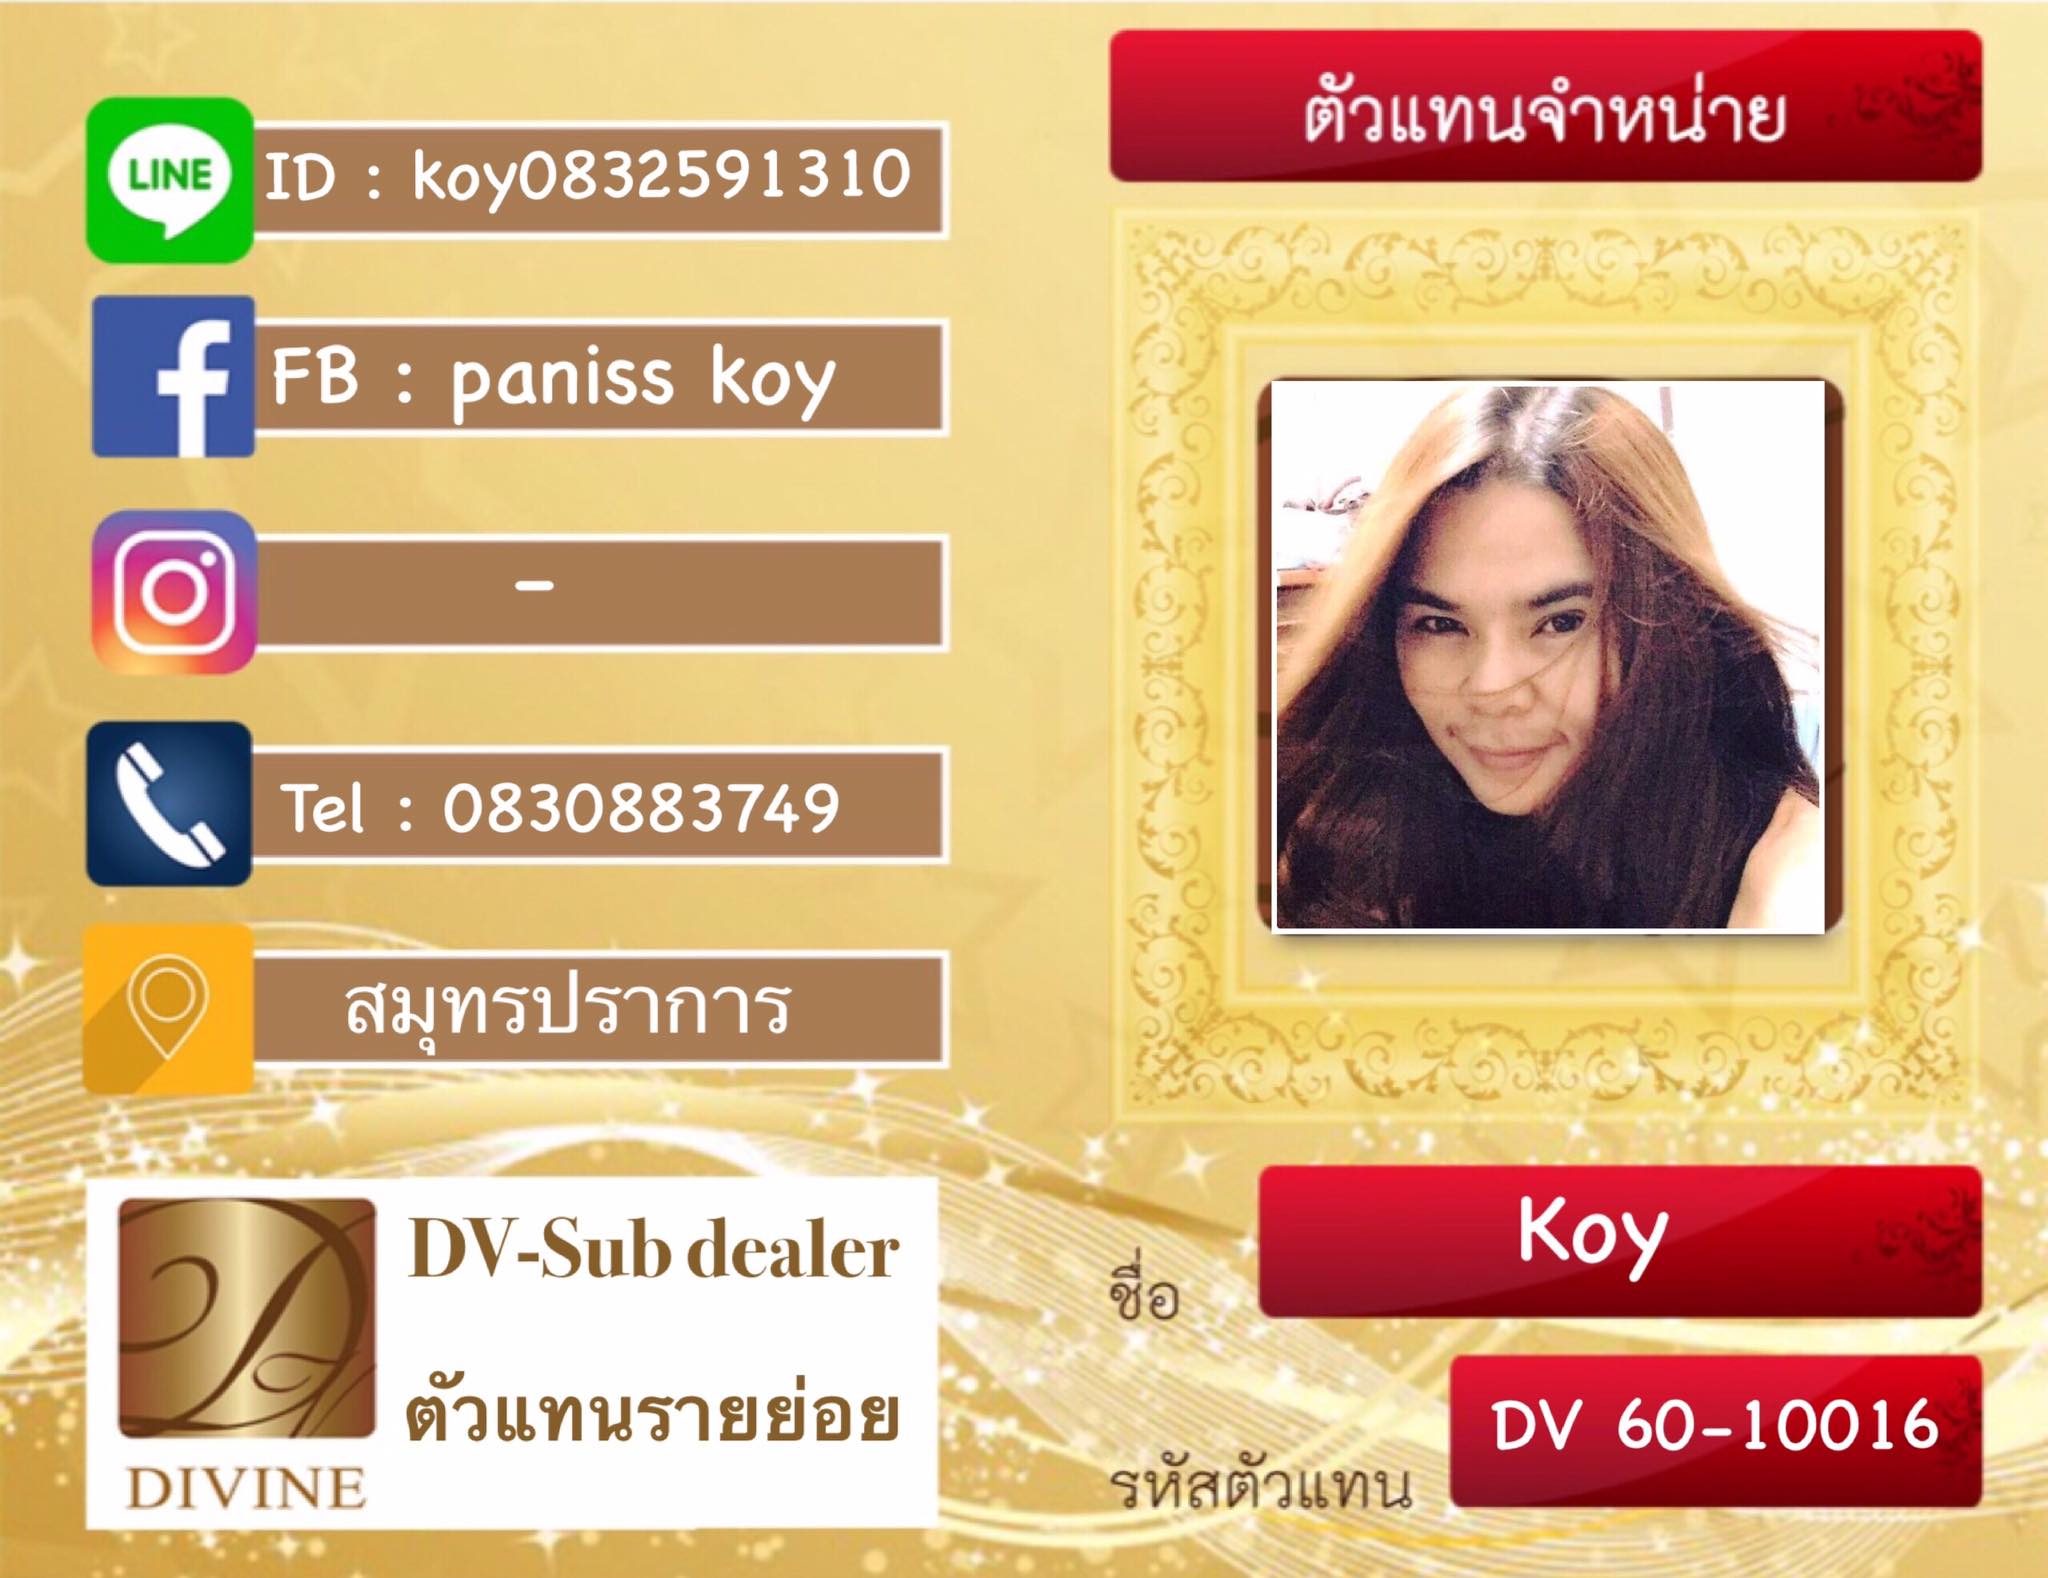 LINE
ID : koy0832591310
FB : paniss koy
-
Tel : 0830883749
สมุทรปราการ
DV-Sub dealer
ตัวแทนรายย่อย
DIVINE
ตัวแทนจำหน่าย
ชื่อ
Koy
รหัสตัวแทน
DV 60-10016